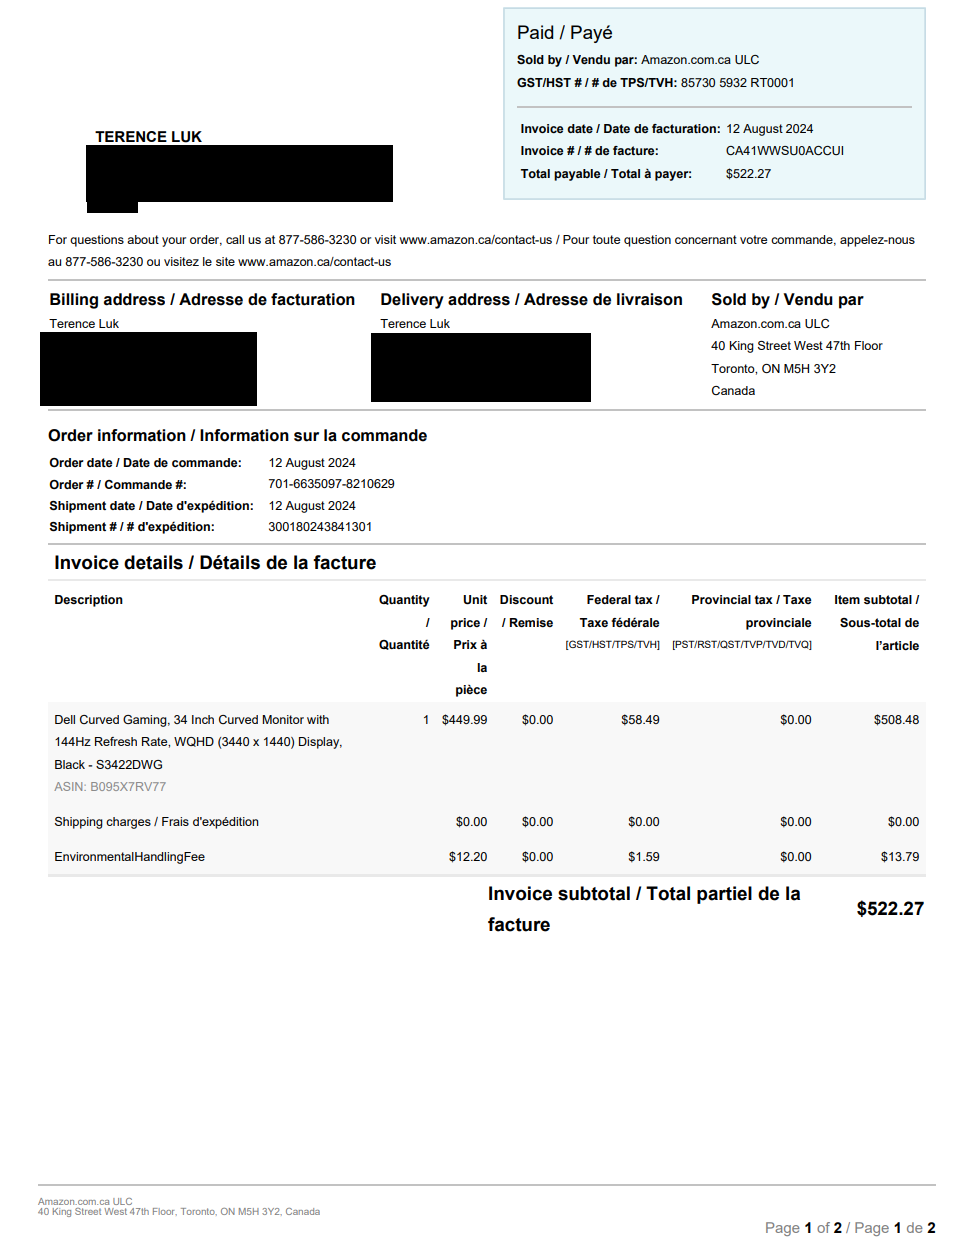 Paid / Payé
Sold by / Vendu par: Amazon.com.ca ULC
GST/HST # / # de TPS/TVH: 85730 5932 RT0001
Invoice date / Date de facturation: 12 August 2024
Invoice # / # de facture: CA41WWSU0ACCUI
Total payable / Total à payer: $522.27
TERENCE LUK
For questions about your order, call us at 877-586-3230 or visit www.amazon.ca/contact-us / Pour toute question concernant votre commande, appelez-nous
au 877-586-3230 ou visitez le site www.amazon.ca/contact-us
Billing address / Adresse de facturation
Terence Luk
Delivery address / Adresse de livraison
Terence Luk
Sold by / Vendu par
Amazon.com.ca ULC
40 King Street West 47th Floor
Toronto, ON M5H 3Y2
Canada
Order information / Information sur la commande
Order date / Date de commande: 12 August 2024
Order # / Commande #: 701-6635097-8210629
Shipment date / Date d'expédition: 12 August 2024
Shipment # / # d'expédition: 300180243841301
Invoice details / Détails de la facture
Description Quantity Unit Discount Federal tax / Provincial tax / Taxe Item subtotal /
/ price / / Remise Taxe fédérale provinciale Sous-total de
Quantité Prix à [GST/HST/TPS/TVH] [PST/RST/QST/TVP/TVD/TVQ] l'article
la
pièce
Dell Curved Gaming, 34 Inch Curved Monitor with 1 $449.99 $0.00 $58.49 $0.00 $508.48
144Hz Refresh Rate, WQHD (3440 x 1440) Display,
Black - S3422DWG
ASIN: B095X7RV77
Shipping charges / Frais d'expédition $0.00 $0.00 $0.00 $0.00 $0.00
EnvironmentalHandlingFee $12.20 $0.00 $1.59 $0.00 $13.79
Invoice subtotal / Total partiel de la
facture $522.27
Amazon.com.ca ULC
40 King Street West 47th Floor, Toronto, ON M5H 3Y2, Canada
Page 1 of 2 / Page 1 de 2